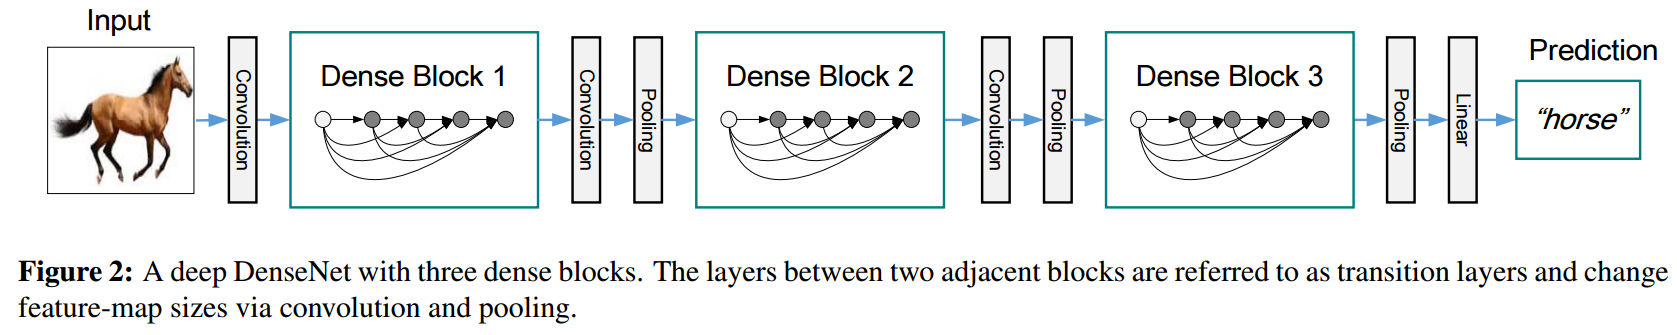 Input
Convolution
Dense Block 1
Convolution
Pooling
Dense Block 2
Convolution
Pooling
Dense Block 3
Pooling
Linear
Prediction
“horse”
Figure 2: A deep DenseNet with three dense blocks. The layers between two adjacent blocks are referred to as transition layers and change
feature-map sizes via convolution and pooling.